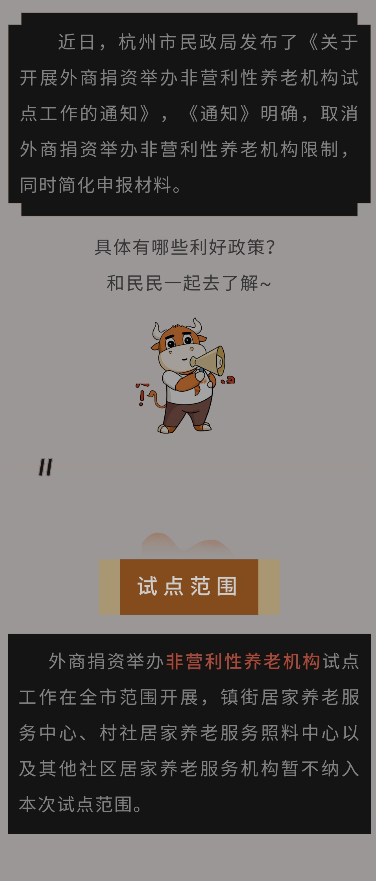 近日，杭州市民政局发布了《关于
开展外商捐资举办非营利性养老机构试
点工作的通知》，《通知》明确，取消
外商捐资举办非营利性养老机构限制，
同时简化申报材料。
具体有哪些利好政策？
和民民一起去了解~
试点范围
外商捐资举办非营利性养老机构试点
工作在全市范围开展，镇街居家养老服
务中心、村社居家养老服务照料中心以
及其他社区居家养老服务机构暂不纳入
本次试点范围。